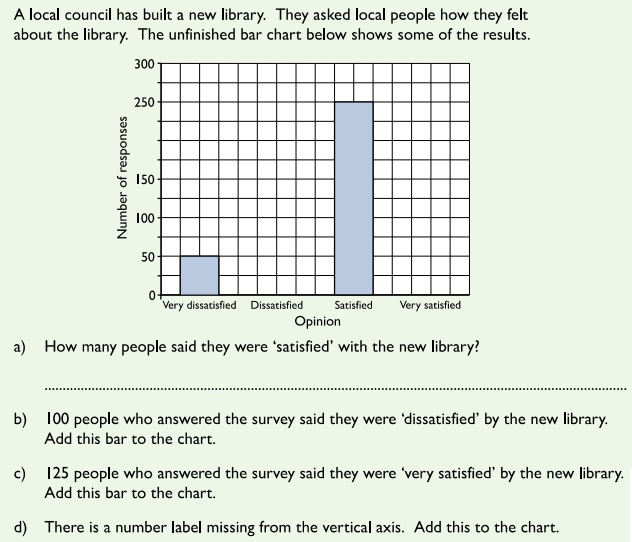 A local council has built a new library. They asked local people how they felt
about the library. The unfinished bar chart below shows some of the results.
300
250
150
100
50
0
Number of responses
Very dissatisfied Dissatisfied Satisfied Very satisfied
Opinion
a) How many people said they were ‘satisfied’ with the new library?
b) 100 people who answered the survey said they were ‘dissatisfied’ by the new library.
Add this bar to the chart.
c) 125 people who answered the survey said they were ‘very satisfied’ by the new library.
Add this bar to the chart.
d) There is a number label missing from the vertical axis. Add this to the chart.